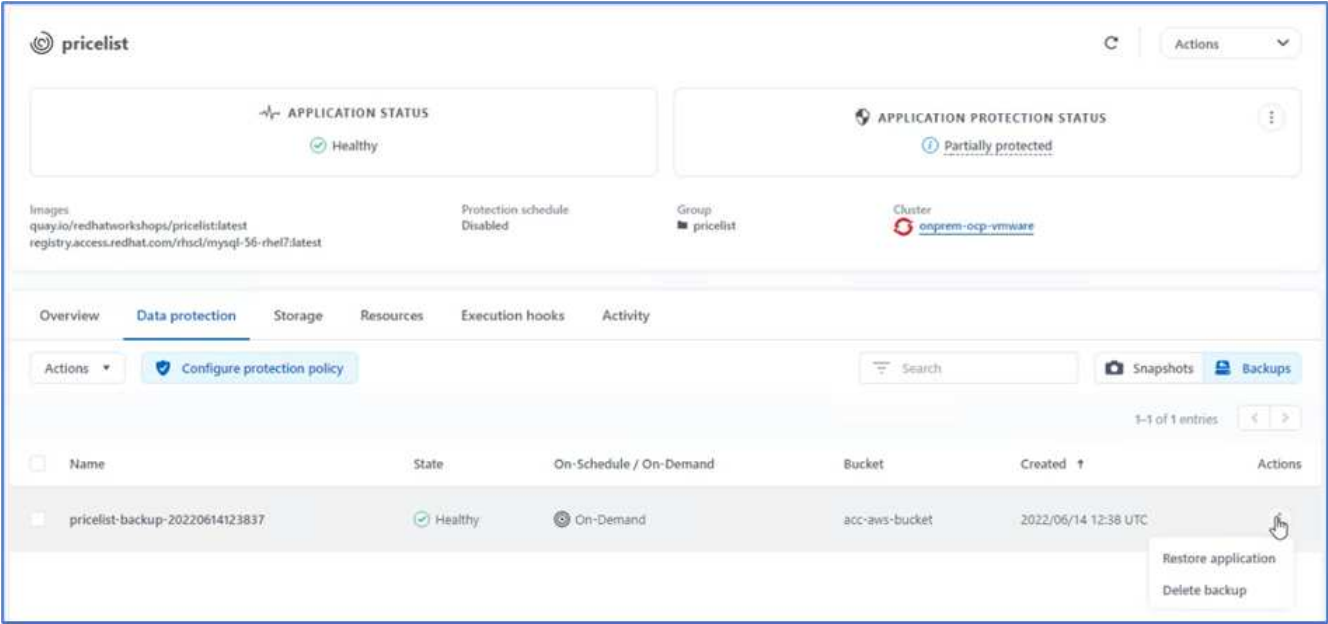 pricelist
Actions
APPLICATION STATUS
Healthy
APPLICATION PROTECTION STATUS
Partially protected
Images
quay.io/redhatworkshops/pricelist:latest
registry.access.redhat.com/rhscl/mysql-56-rhel7:latest
Protection schedule
Disabled
Group
pricelist
Cluster
onprem-ocp-vmware
Overview Data protection Storage Resources Execution hooks Activity
Actions Configure protection policy Search Snapshots Backups
1–1 of 1 entries
Name State On-Schedule / On-Demand Bucket Created Actions
pricelist-backup-20220614123837 Healthy On-Demand acc-aws-bucket 2022/06/14 12:38 UTC
Restore application
Delete backup